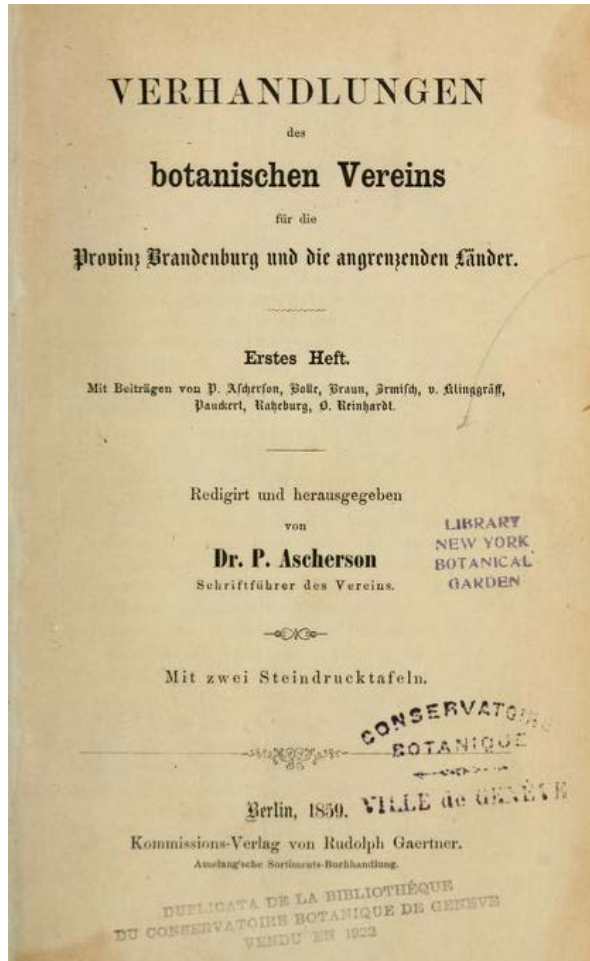 VERHANDLUNGEN
des
botanischen Vereins
für die
Provinz Brandenburg und die angrenzenden Länder.
Erstes Heft.
Mit Beiträgen von P. Ascherson, Bolle, Braun, Irmisch, v. Klinggräff,
Pauckert, Ratzeburg, O. Reinhardt.
Redigirt und herausgegeben
von
Dr. P. Ascherson
Schriftführer des Vereins.
LIBRARY
NEW YORK
BOTANICAL
GARDEN
Mit zwei Steindrucktafeln.
CONSERVATOIRE
BOTANIQUE
VILLE de GENÈVE
Berlin, 1859.
Kommissions-Verlag von Rudolph Gaertner.
Amelang'sche Sortiments-Buchhandlung.
DUPLICATA DE LA BIBLIOTHÈQUE
DU CONSERVATOIRE BOTANIQUE DE GENEVE
VENDU EN 1922